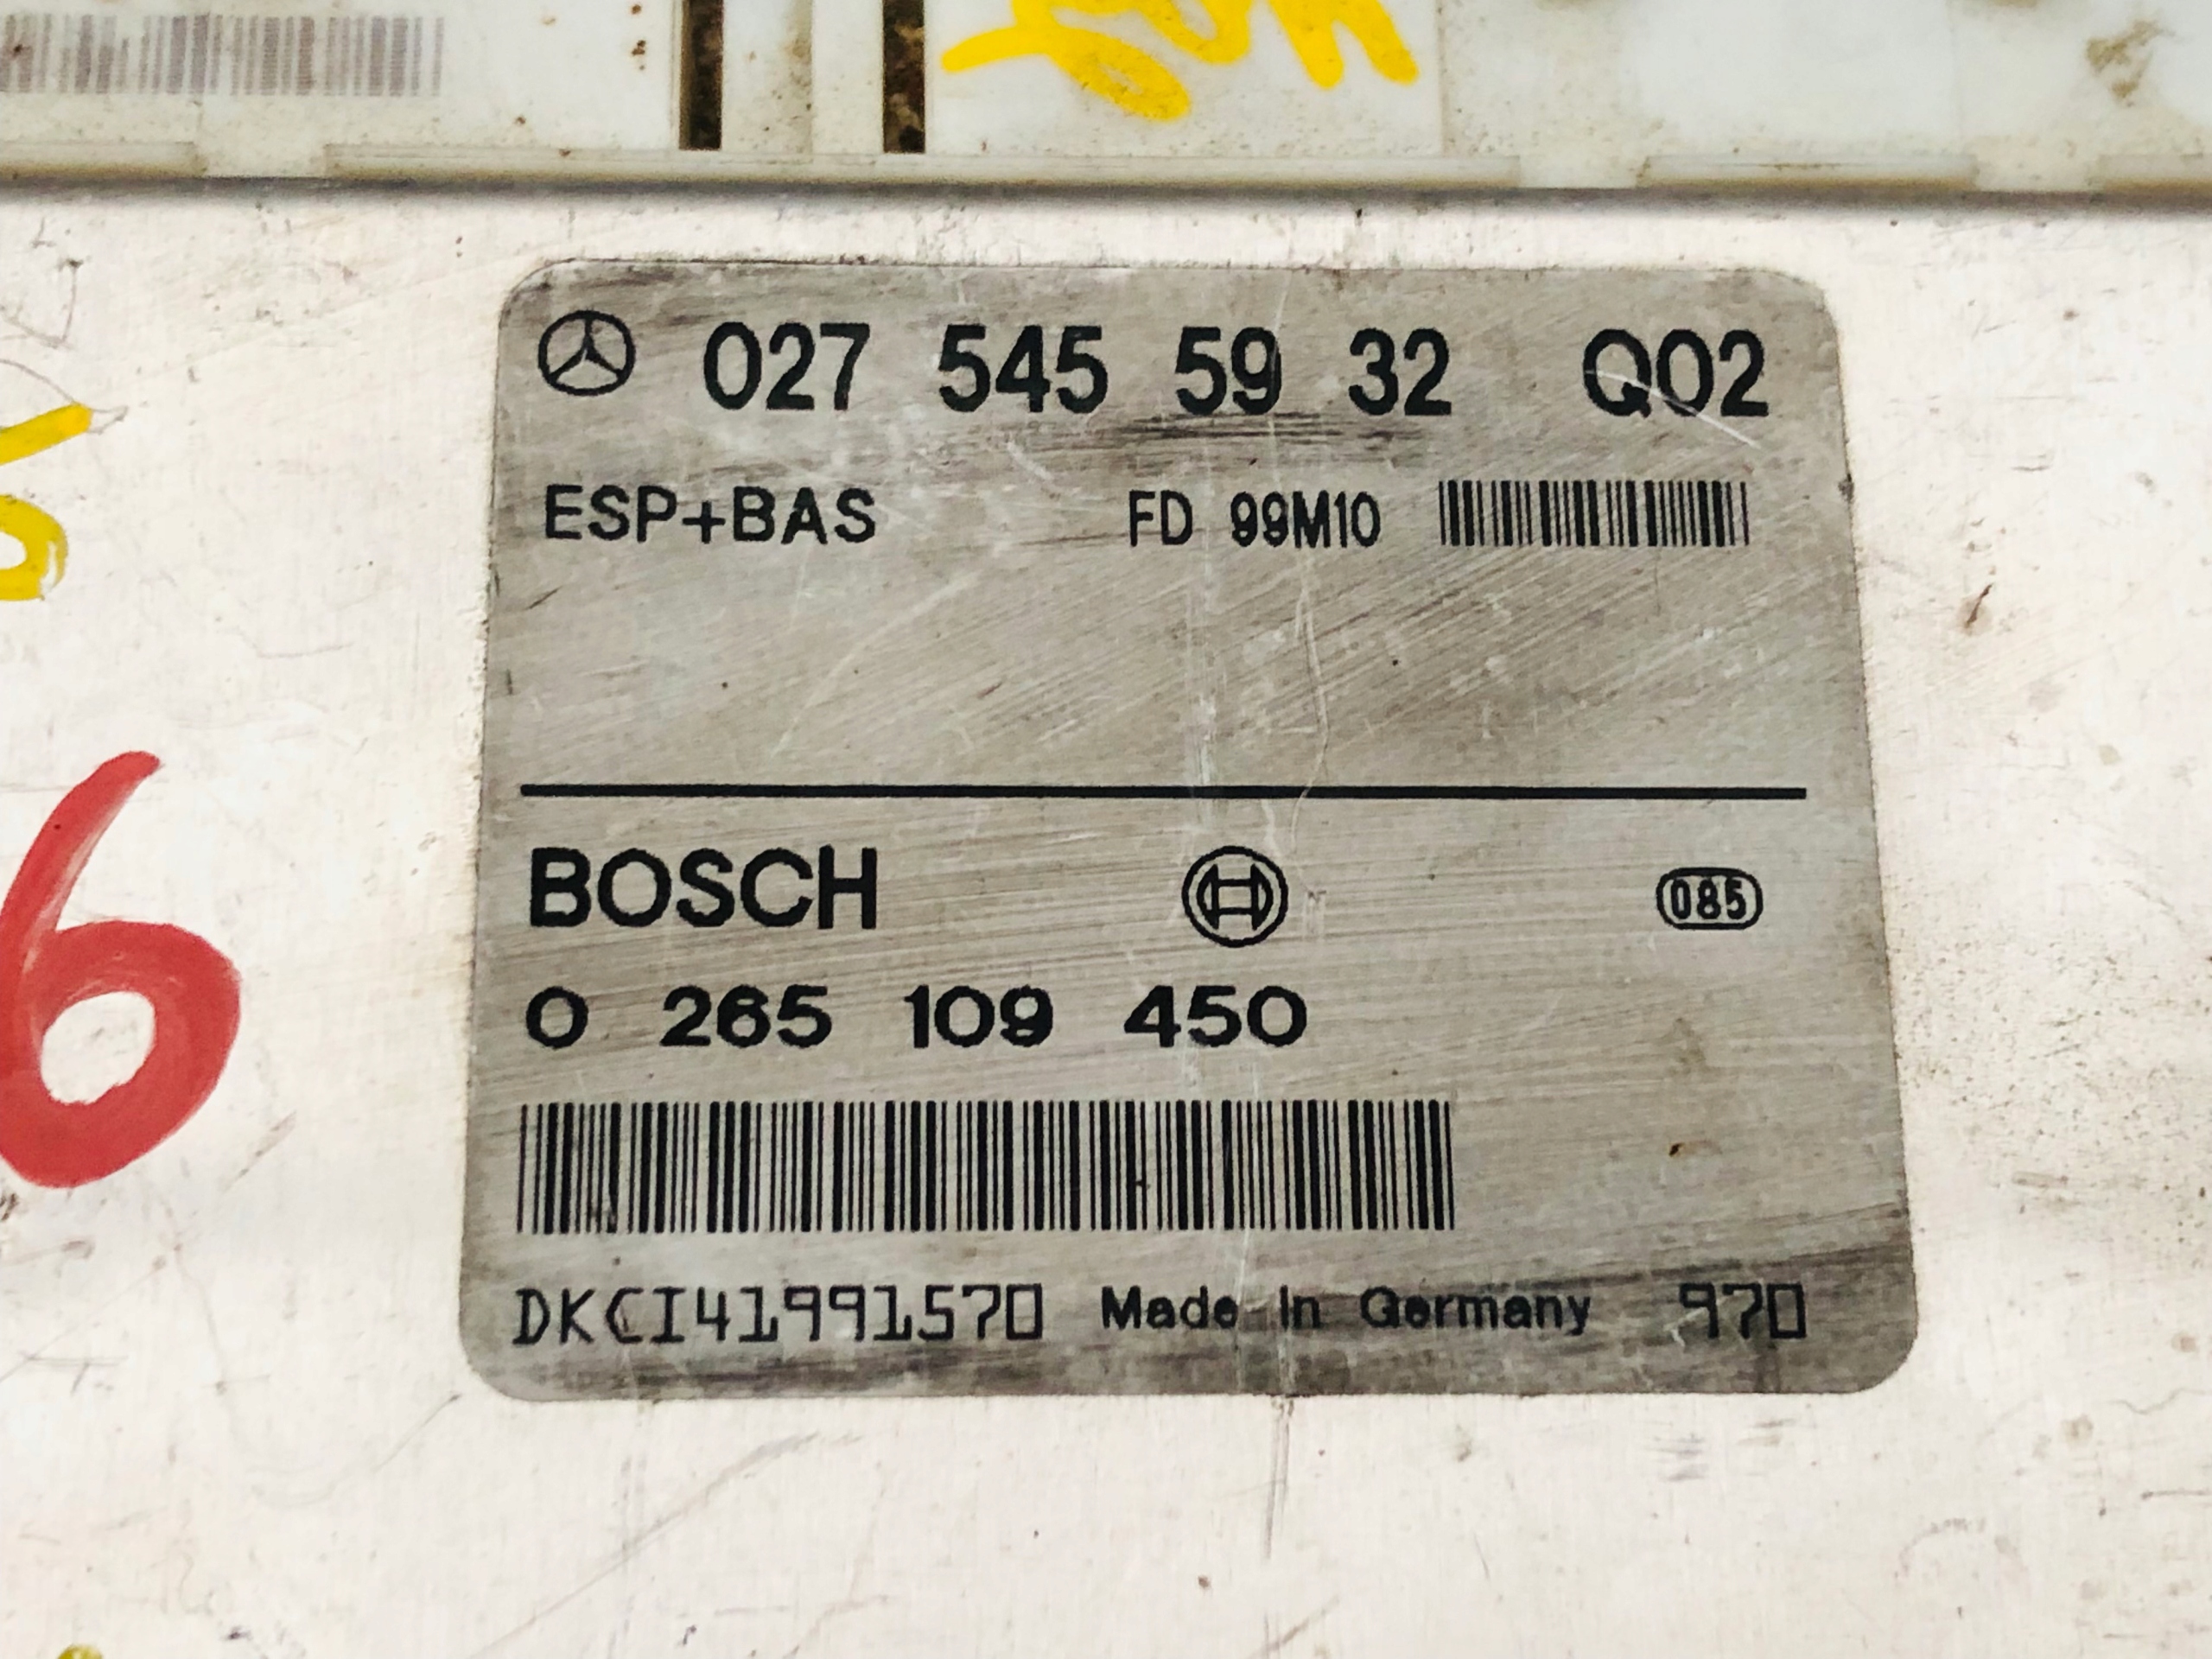 027 545 59 32 Q02
ESP+BAS FD 99M10
BOSCH 085
0 265 109 450
DKCI41991570 Made In Germany 970
6